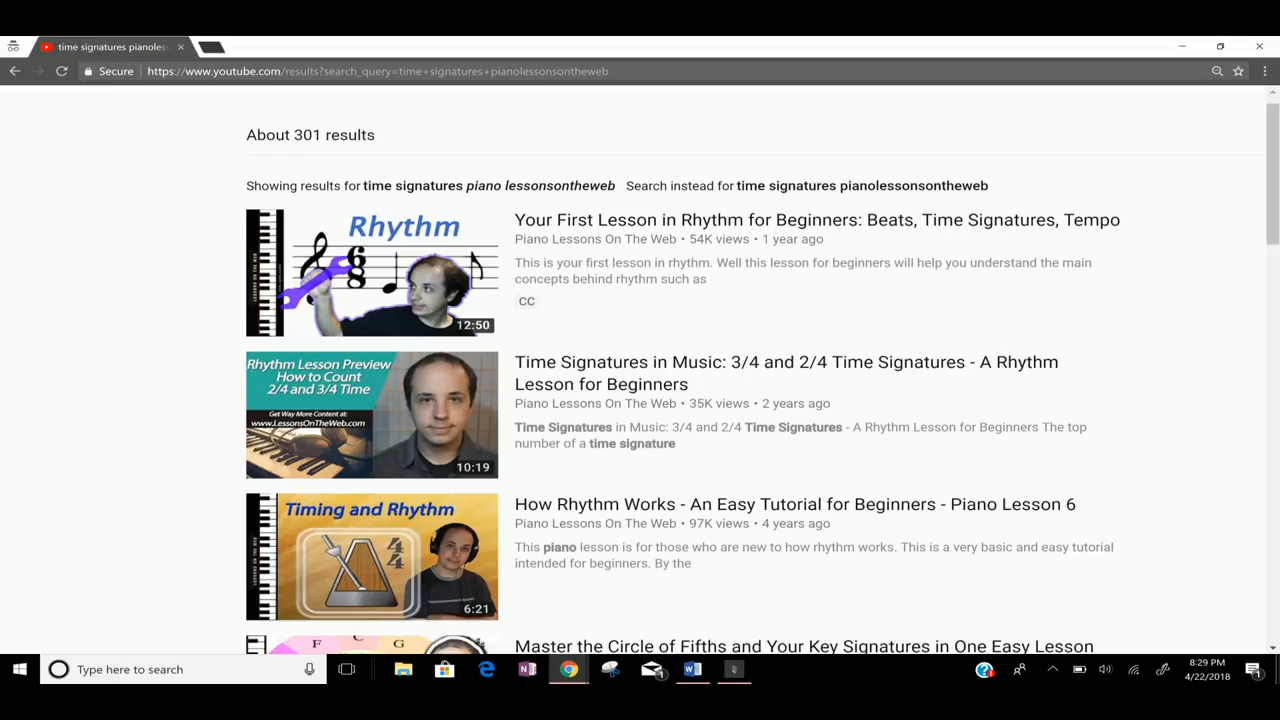 time signatures pianoles
Secure https://www.youtube.com/results?search_query=time+signatures+pianolessonsontheweb
About 301 results
Showing results for time signatures piano lessonsontheweb Search instead for time signatures pianolessonsontheweb
Rhythm
6
8
12:50
Your First Lesson in Rhythm for Beginners: Beats, Time Signatures, Tempo
Piano Lessons On The Web • 54K views • 1 year ago
This is your first lesson in rhythm. Well this lesson for beginners will help you understand the main
concepts behind rhythm such as
CC
Rhythm Lesson Preview
How to Count
2/4 and 3/4 Time
Get Way More Content at:
www.LessonsOnTheWeb.com
10:19
Time Signatures in Music: 3/4 and 2/4 Time Signatures - A Rhythm
Lesson for Beginners
Piano Lessons On The Web • 35K views • 2 years ago
Time Signatures in Music: 3/4 and 2/4 Time Signatures - A Rhythm Lesson for Beginners The top
number of a time signature
Timing and Rhythm
4
4
6:21
How Rhythm Works - An Easy Tutorial for Beginners - Piano Lesson 6
Piano Lessons On The Web • 97K views • 4 years ago
This piano lesson is for those who are new to how rhythm works. This is a very basic and easy tutorial
intended for beginners. By the
F C G
Master the Circle of Fifths and Your Key Signatures in One Easy Lesson
Type here to search
8:29 PM
4/22/2018